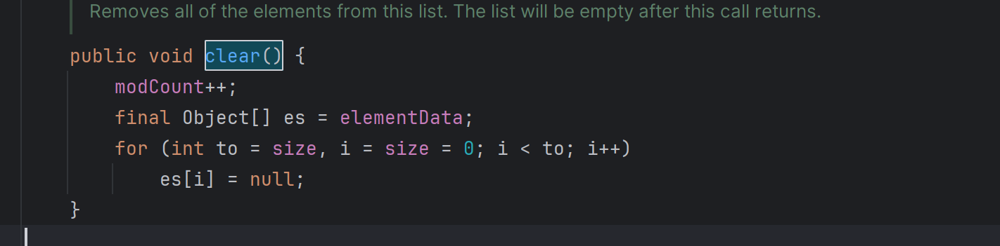 Removes all of the elements from this list. The list will be empty after this call returns.
public void clear() {
modCount++;
final Object[] es = elementData;
for (int to = size, i = size = 0; i < to; i++)
es[i] = null;
}